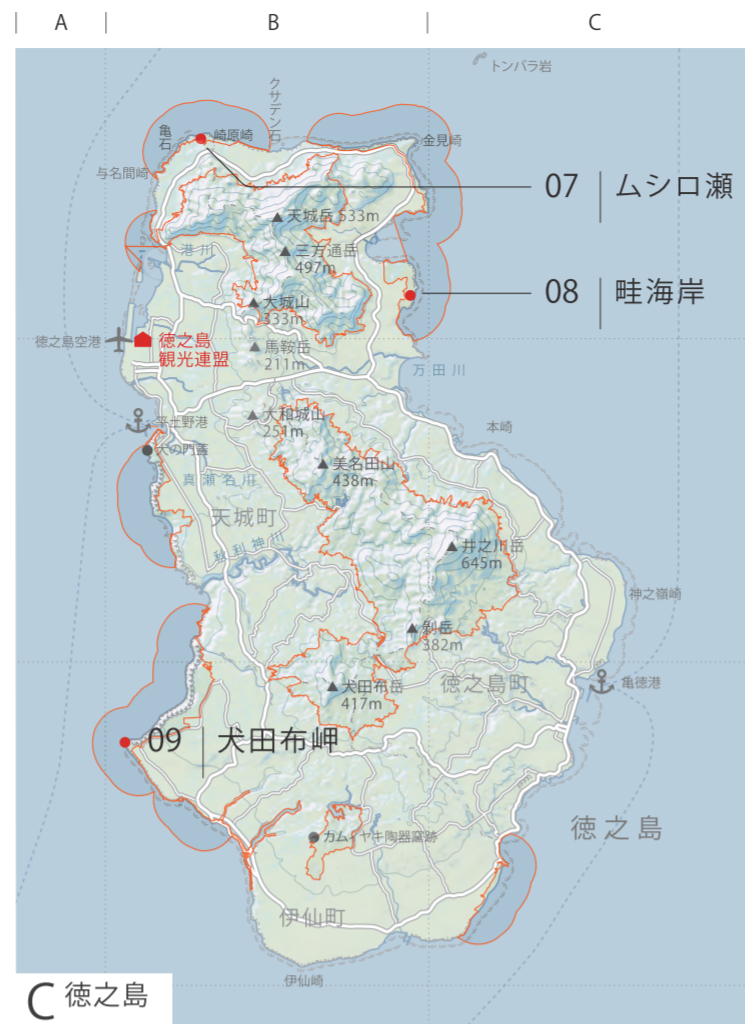 A
B
C
トンバラ岩
クサデン石
亀石
崎原崎
金見崎
与名間崎
07
ムシロ瀬
天城岳 533m
港川
三方通岳
497m
08
畦海岸
大城山
333m
徳之島空港
徳之島
観光連盟
馬鞍岳
211m
万田川
大和城山
251m
平土野港
本崎
犬の門蓋
美名田山
438m
真瀬名川
天城町
秋利神川
井之川岳
645m
神之嶺崎
剝岳
382m
犬田布岳
417m
徳之島町
亀徳港
09
犬田布岬
徳之島
カムィヤキ陶器窯跡
伊仙町
伊仙崎
C 徳之島